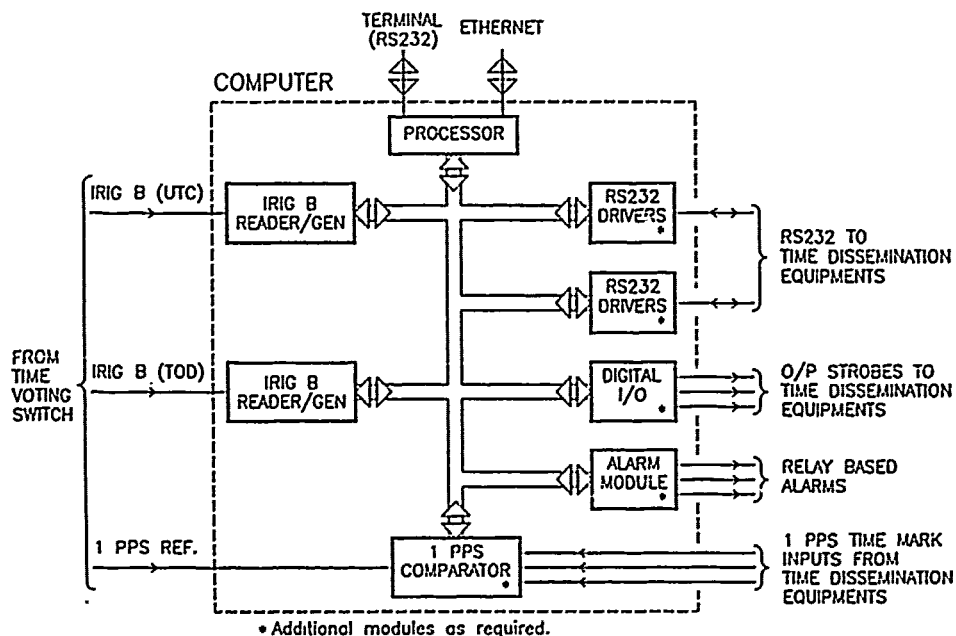 TERMINAL
(RS232)
ETHERNET
COMPUTER
PROCESSOR
IRIG B (UTC)
IRIG B
READER/GEN
RS232
DRIVERS
*
RS232 TO
TIME DISSEMINATION
EQUIPMENTS
RS232
DRIVERS
*
FROM
TIME
VOTING
SWITCH
IRIG B (TOD)
IRIG B
READER/GEN
DIGITAL
I/O
*
O/P STROBES TO
TIME DISSEMINATION
EQUIPMENTS
ALARM
MODULE
*
RELAY BASED
ALARMS
1 PPS REF.
1 PPS
COMPARATOR
*
1 PPS TIME MARK
INPUTS FROM
TIME DISSEMINATION
EQUIPMENTS
* Additional modules as required.